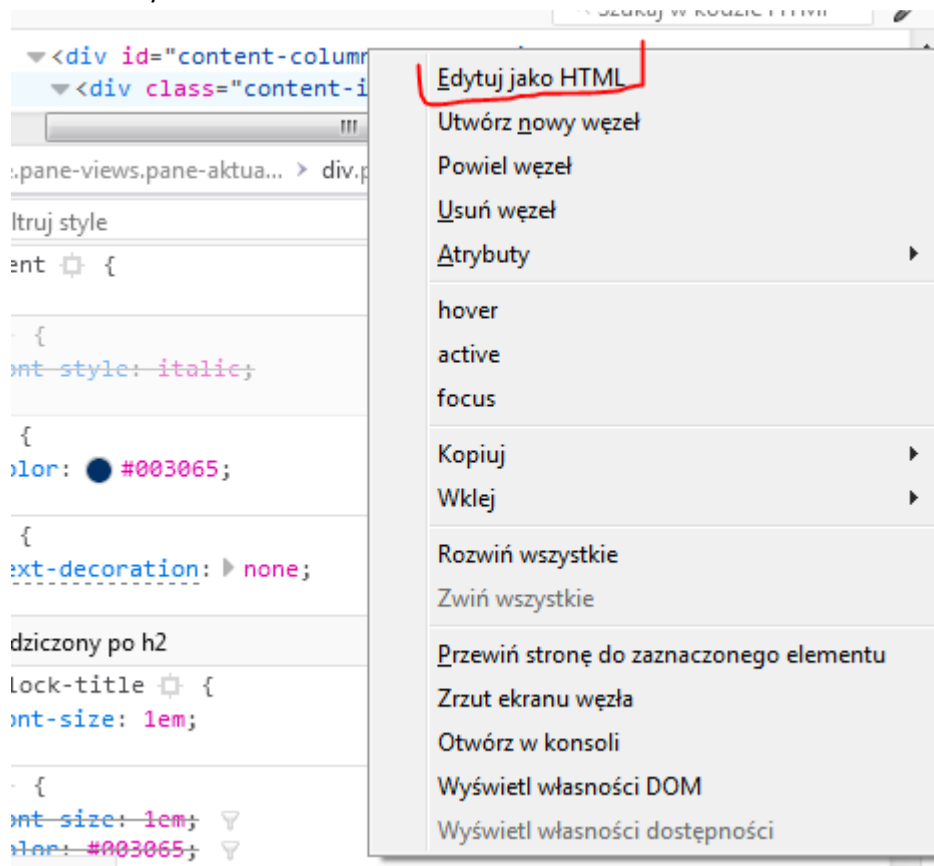 Szukaj w kodzie HTML
<div id="content-colum
<div class="content-i
.pane-views.pane-aktua... > div.p
ltruj style
ent {
{
ont-style: italic;
{
olor: #003065;
{
ext-decoration: none;
dziczony po h2
lock-title {
ont-size: 1em;
{
ont-size: 1em;
olor: #003065;
Edytuj jako HTML
Utwórz nowy węzeł
Powiel węzeł
Usuń węzeł
Atrybuty
hover
active
focus
Kopiuj
Wklej
Rozwiń wszystkie
Zwiń wszystkie
Przewiń stronę do zaznaczonego elementu
Zrzut ekranu węzła
Otwórz w konsoli
Wyświetl własności DOM
Wyświetl własności dostępności